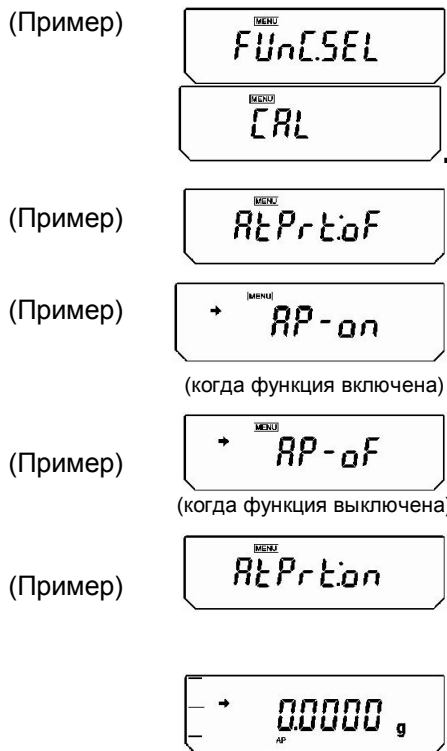 (Пример)
MENU
FUnC.SEL
MENU
CAL
(Пример)
MENU
AtPrt:oF
(Пример)
MENU
➔ AP-on
(когда функция включена)
(Пример)
MENU
➔ AP-oF
(когда функция выключена)
(Пример)
MENU
AtPrt:on
➔ 0.0000 g
AP